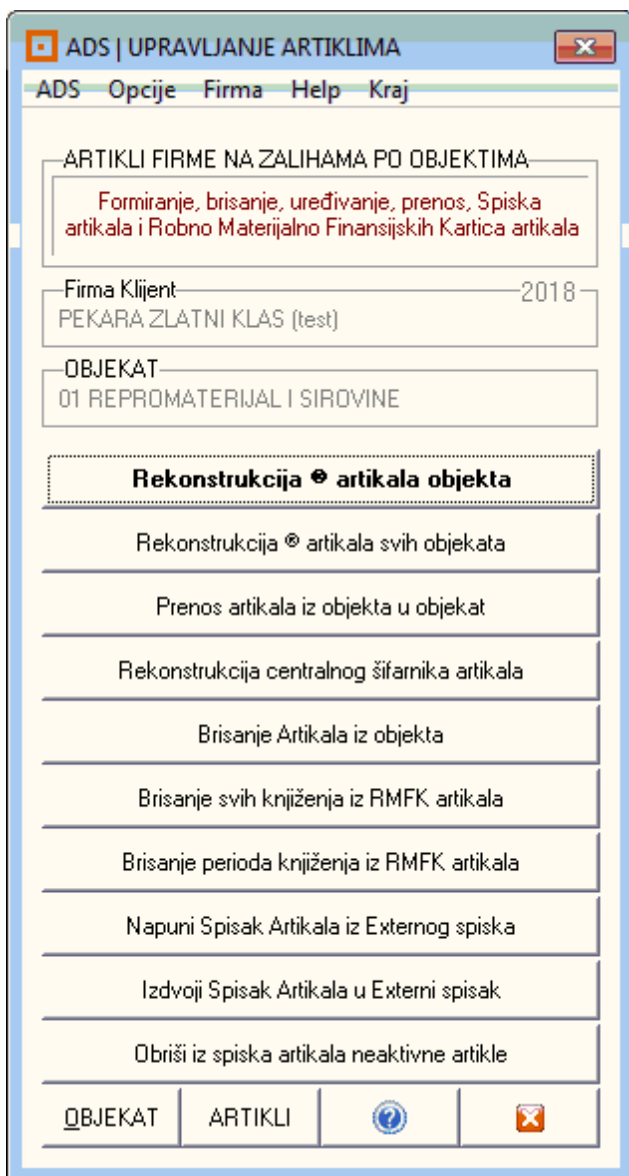 ADS | UPRAVLJANJE ARTIKLIMA
ADS Opcije Firma Help Kraj
ARTIKLI FIRME NA ZALIHAMA PO OBJEKTIMA
Formiranje, brisanje, uređivanje, prenos, Spiska
artikala i Robno Materijalno Finansijskih Kartica artikala
Firma Klijent 2018
PEKARA ZLATNI KLAS (test)
OBJEKAT
01 REPROMATERIJAL I SIROVINE
Rekonstrukcija ® artikala objekta
Rekonstrukcija ® artikala svih objekata
Prenos artikala iz objekta u objekat
Rekonstrukcija centralnog šifarnika artikala
Brisanje Artikala iz objekta
Brisanje svih knjiženja iz RMFK artikala
Brisanje perioda knjiženja iz RMFK artikala
Napuni Spisak Artikala iz Externog spiska
Izdvoji Spisak Artikala u Externi spisak
Obriši iz spiska artikala neaktivne artikle
OBJEKAT ARTIKLI